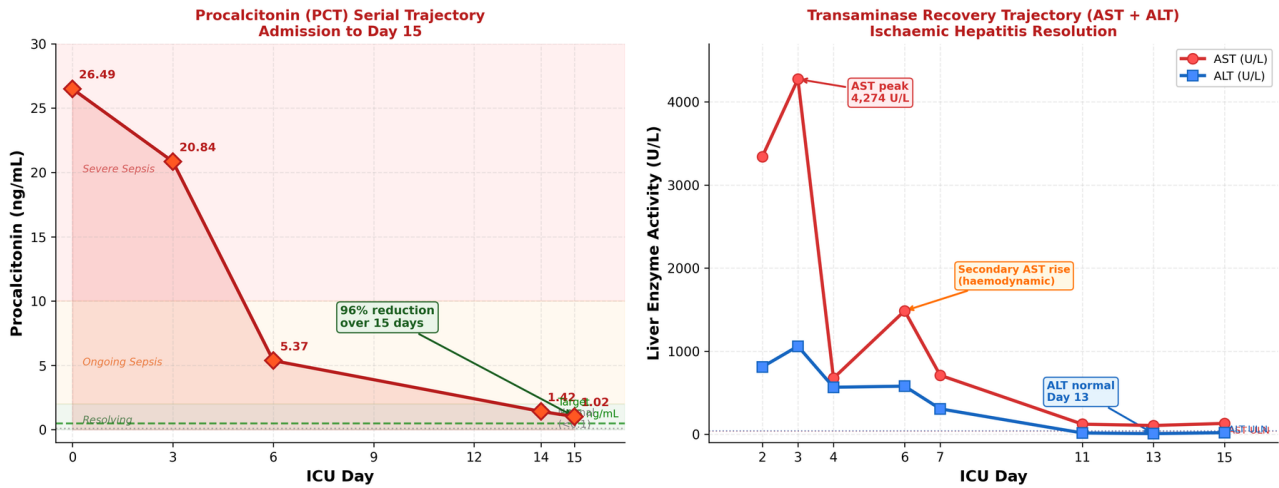 Procalcitonin (PCT) Serial Trajectory
Admission to Day 15
Procalcitonin (ng/mL)
30
25
20
15
10
5
0
26.49
20.84
Severe Sepsis
96% reduction
over 15 days
5.37
Ongoing Sepsis
1.42
1.02
Target
ng/mL
Resolving
0
3
6
9
12
14
15
ICU Day
Transaminase Recovery Trajectory (AST + ALT)
Ischaemic Hepatitis Resolution
Liver Enzyme Activity (U/L)
4000
3000
2000
1000
0
AST (U/L)
ALT (U/L)
AST peak
4,274 U/L
Secondary AST rise
(haemodynamic)
ALT normal
Day 13
ULN
2
3
4
6
7
11
13
15
ICU Day